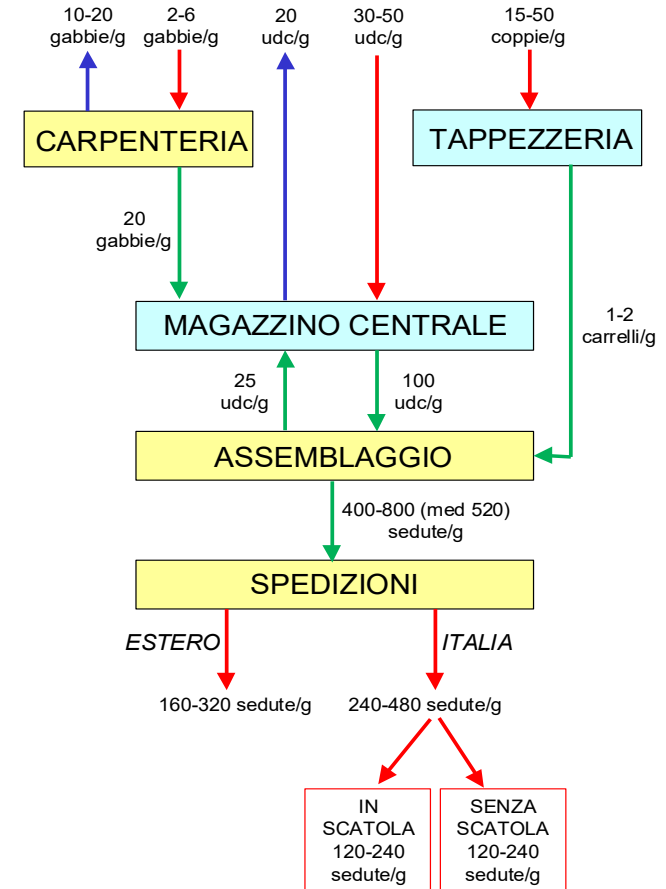 10-20
gabbie/g
2-6
gabbie/g
20
udc/g
30-50
udc/g
15-50
coppie/g
CARPENTERIA
TAPPEZZERIA
20
gabbie/g
MAGAZZINO CENTRALE
1-2
carrelli/g
25
udc/g
100
udc/g
ASSEMBLAGGIO
400-800 (med 520)
sedute/g
SPEDIZIONI
ESTERO
ITALIA
160-320 sedute/g
240-480 sedute/g
IN
SCATOLA
120-240
sedute/g
SENZA
SCATOLA
120-240
sedute/g